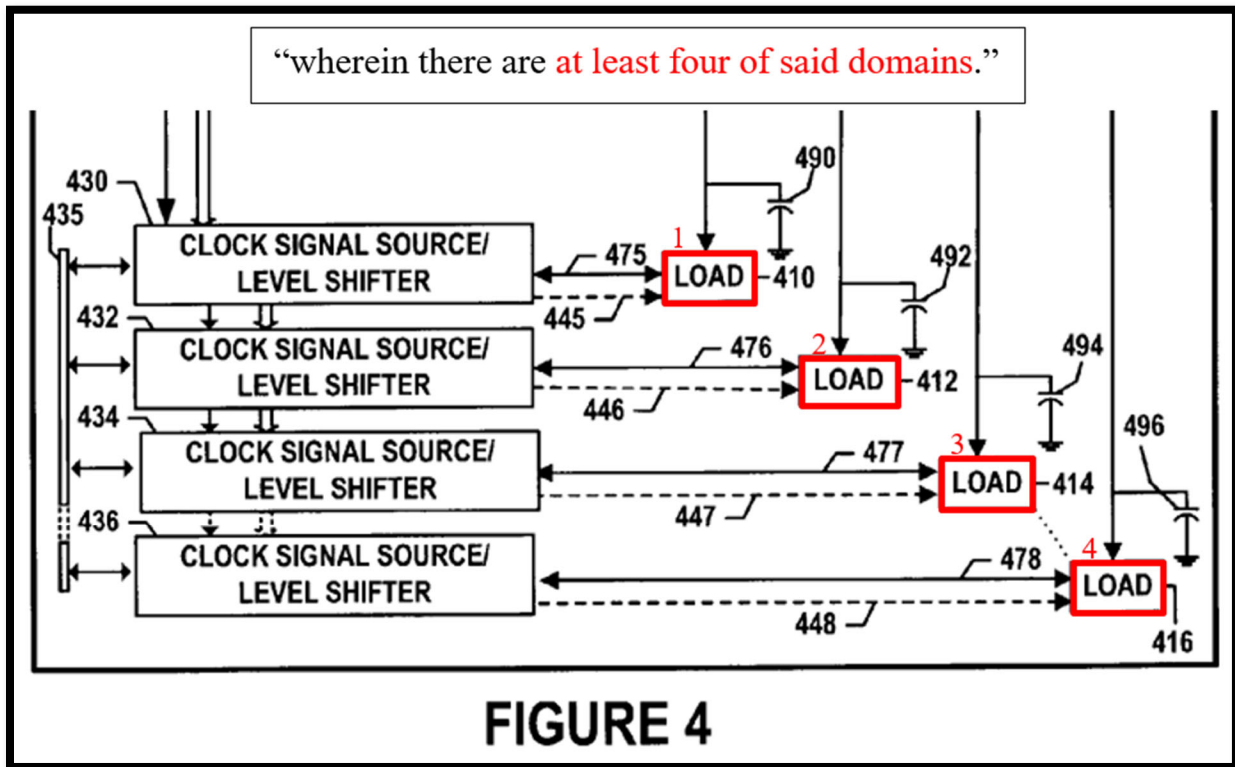 “wherein there are at least four of said domains.”
490
430
435
CLOCK SIGNAL SOURCE/
LEVEL SHIFTER
475
1
LOAD
410
492
445
432
CLOCK SIGNAL SOURCE/
LEVEL SHIFTER
476
2
LOAD
412
494
446
434
CLOCK SIGNAL SOURCE/
LEVEL SHIFTER
477
3
LOAD
414
496
447
436
CLOCK SIGNAL SOURCE/
LEVEL SHIFTER
478
4
LOAD
448
416
FIGURE 4